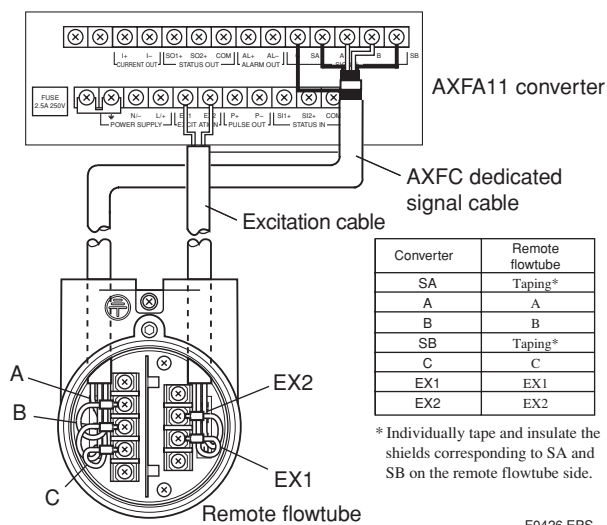 I+ I- SO1+ SO2+ COM AL+ AL- SA A B SB
CURRENT OUT STATUS OUT ALARM OUT
AXFA11 converter
FUSE
2.5A 250V
N/- L/+ EX2 P+ P- SI1+ SI2+ COM
POWER SUPPLY EXCITATION PULSE OUT STATUS IN
AXFC dedicated
signal cable
Excitation cable
Converter Remote
flowtube
SA Taping*
A A
B B
SB Taping*
C C
EX1 EX1
EX2 EX2
* Individually tape and insulate the
shields corresponding to SA and
SB on the remote flowtube side.
A
B
C
EX2
EX1
Remote flowtube
F0426.EPS